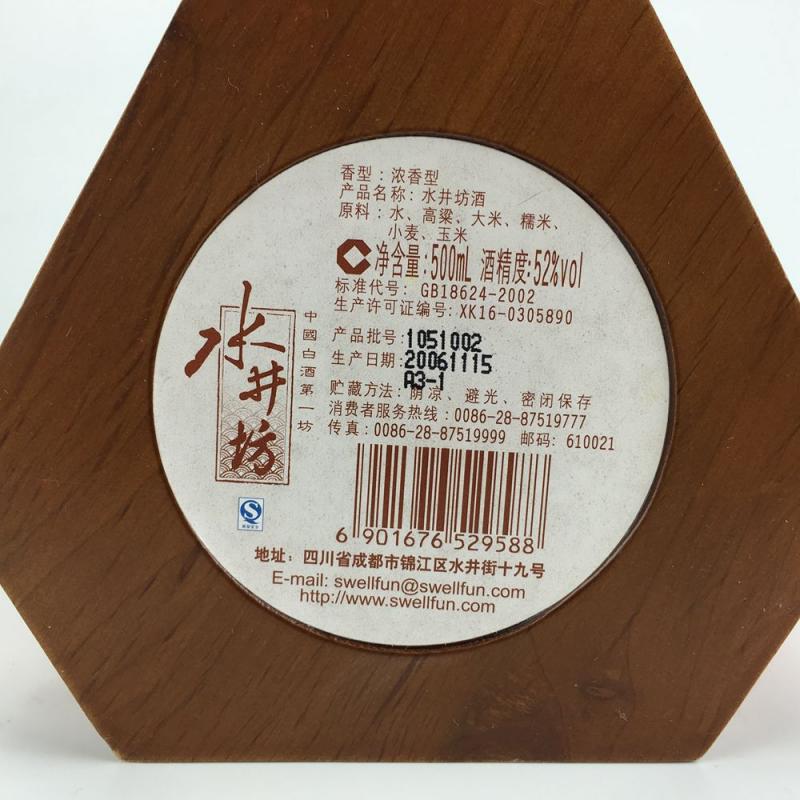 香型：浓香型
产品名称：水井坊酒
原料：水、高粱、大米、糯米、
小麦、玉米
净含量:500mL 酒精度:52%vol
标准代号：GB18624-2002
生产许可证编号:XK16-0305890
产品批号:1051002
生产日期:20061115
A3-1
贮藏方法：阴凉、避光、密闭保存
消费者服务热线：0086-28-87519777
传真：0086-28-87519999 邮码：610021
水井坊
中國白酒第一坊
S
6 901676 529588
地址：四川省成都市锦江区水井街十九号
E-mail: swellfun@swellfun.com
http://www.swellfun.com